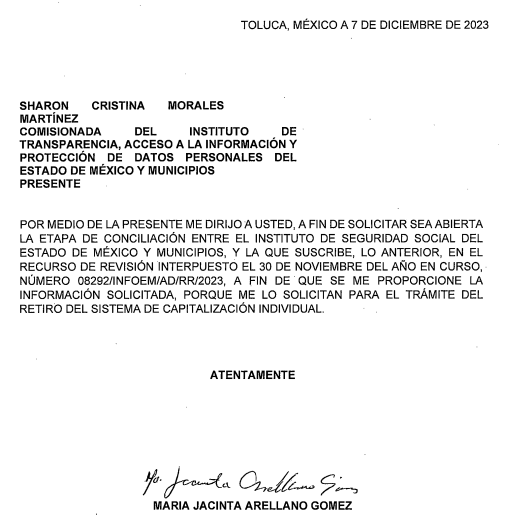 TOLUCA, MÉXICO A 7 DE DICIEMBRE DE 2023
SHARON CRISTINA MORALES
MARTÍNEZ
COMISIONADA DEL INSTITUTO DE
TRANSPARENCIA, ACCESO A LA INFORMACIÓN Y
PROTECCIÓN DE DATOS PERSONALES DEL
ESTADO DE MÉXICO Y MUNICIPIOS
PRESENTE
POR MEDIO DE LA PRESENTE ME DIRIJO A USTED, A FIN DE SOLICITAR SEA ABIERTA
LA ETAPA DE CONCILIACIÓN ENTRE EL INSTITUTO DE SEGURIDAD SOCIAL DEL
ESTADO DE MÉXICO Y MUNICIPIOS, Y LA QUE SUSCRIBE, LO ANTERIOR, EN EL
RECURSO DE REVISIÓN INTERPUESTO EL 30 DE NOVIEMBRE DEL AÑO EN CURSO,
NÚMERO 08292/INFOEM/AD/RR/2023, A FIN DE QUE SE ME PROPORCIONE LA
INFORMACIÓN SOLICITADA, PORQUE ME LO SOLICITAN PARA EL TRÁMITE DEL
RETIRO DEL SISTEMA DE CAPITALIZACIÓN INDIVIDUAL.
ATENTAMENTE
Ma. Jacinta Arellano Gómez
MARIA JACINTA ARELLANO GOMEZ